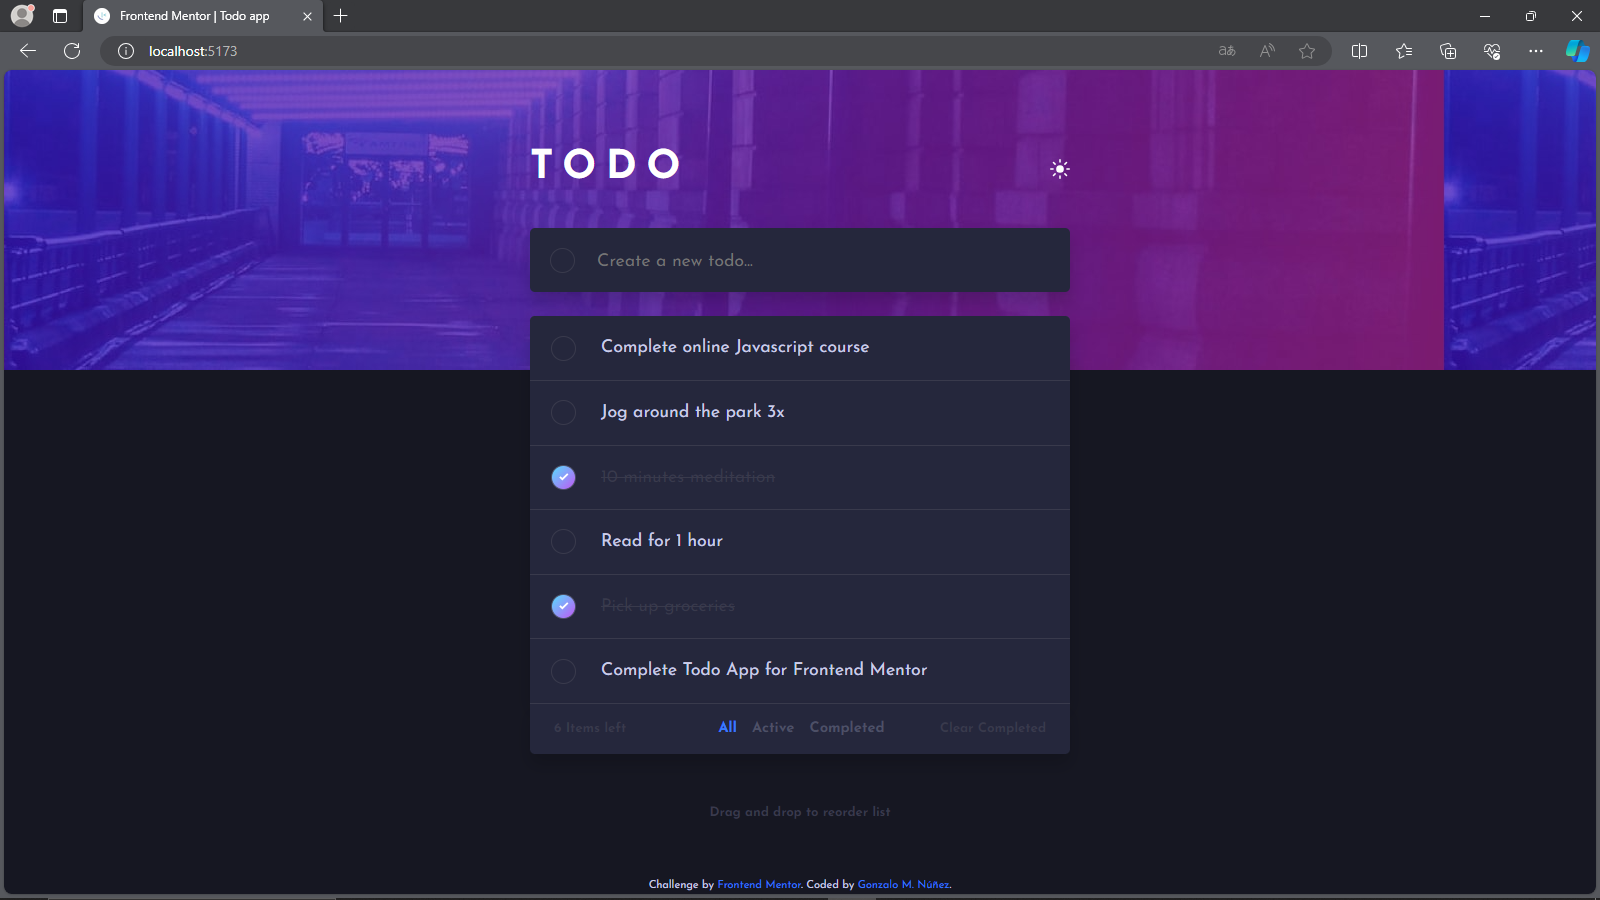 Frontend Mentor | Todo app
localhost:5173
aあ
TODO
Create a new todo...
Complete online Javascript course
Jog around the park 3x
10 minutes meditation
Read for 1 hour
Pick up groceries
Complete Todo App for Frontend Mentor
6 Items left All Active Completed Clear Completed
Drag and drop to reorder list
Challenge by Frontend Mentor. Coded by Gonzalo M. Núñez.